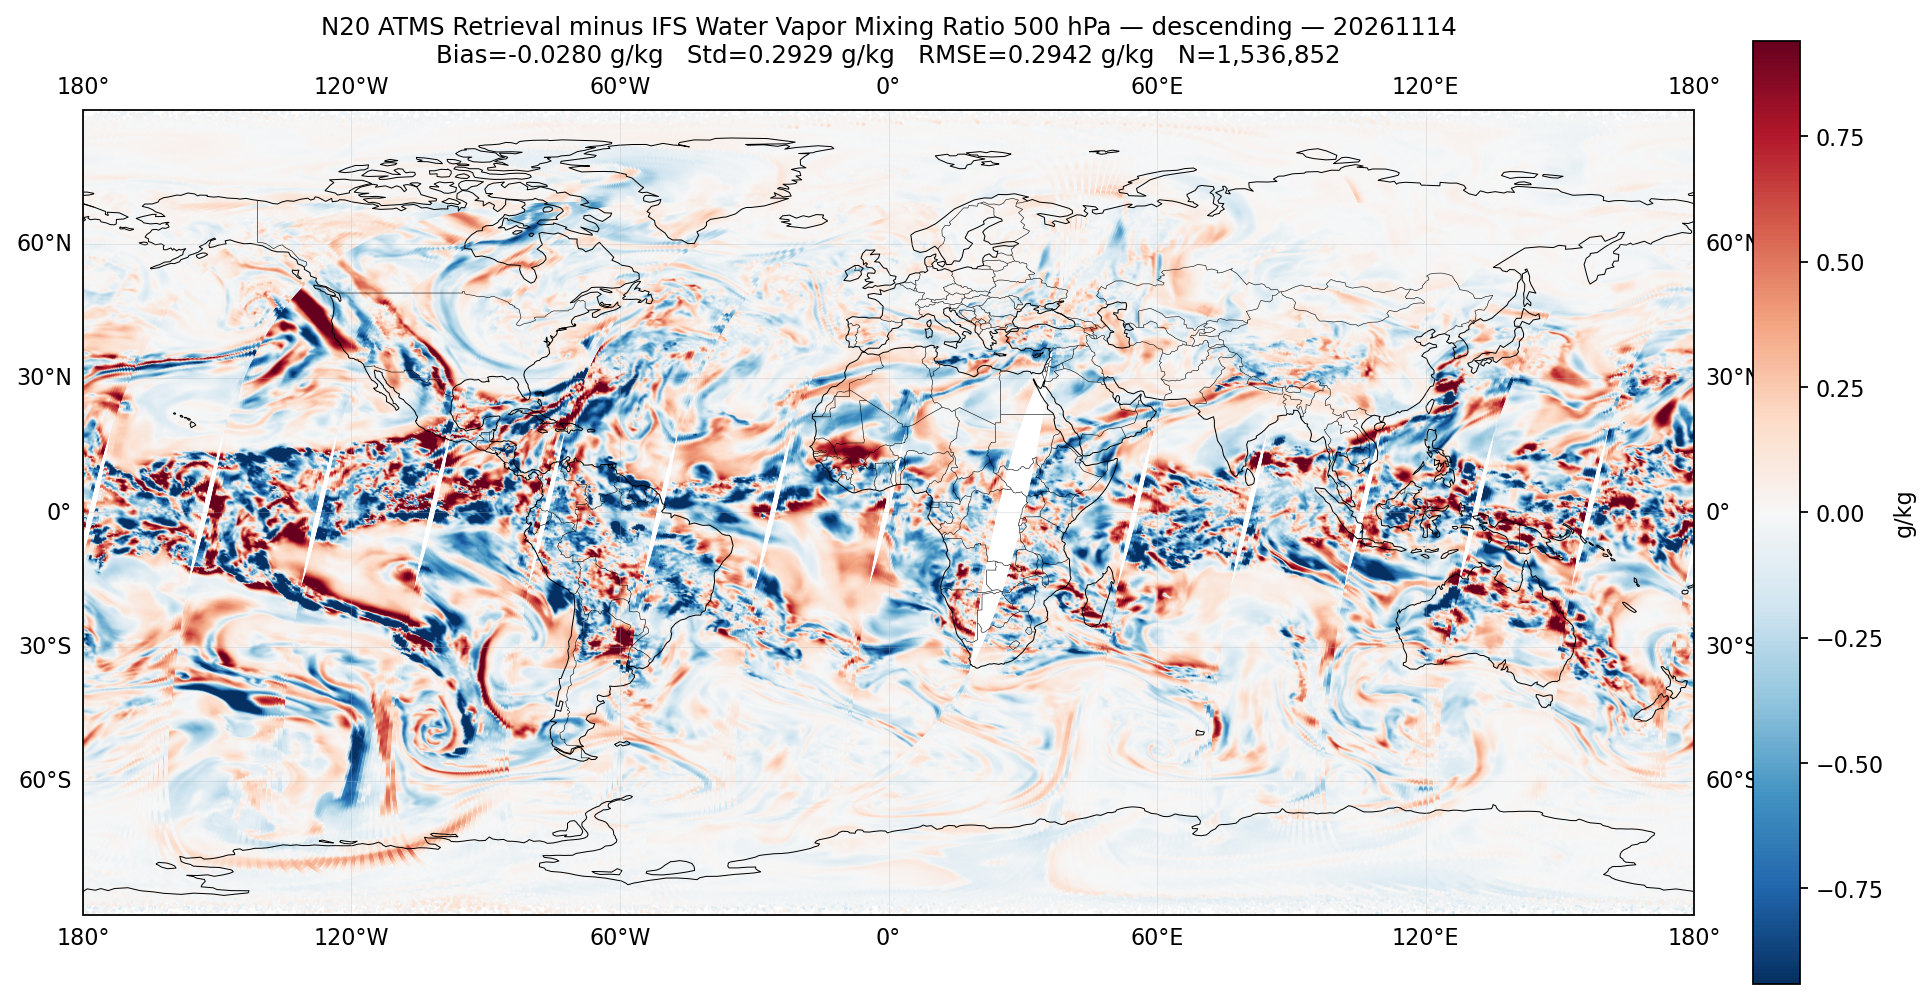 N20 ATMS Retrieval minus IFS Water Vapor Mixing Ratio 500 hPa — descending — 20261114
Bias=-0.0280 g/kg Std=0.2929 g/kg RMSE=0.2942 g/kg N=1,536,852
180° 120°W 60°W 0° 60°E 120°E 180°
60°N 60°N
30°N 30°N
0° 0°
30°S 30°S
60°S 60°S
180° 120°W 60°W 0° 60°E 120°E 180°
0.75
0.50
0.25
0.00
−0.25
−0.50
−0.75
g/kg